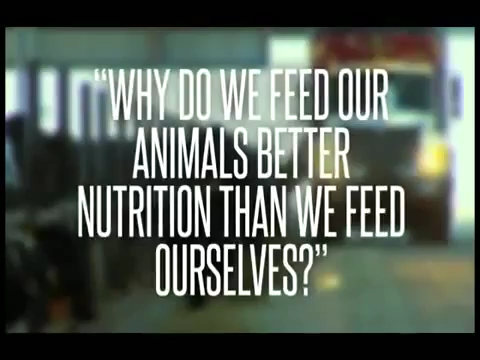 “WHY DO WE FEED OUR
ANIMALS BETTER
NUTRITION THAN WE FEED
OURSELVES?”